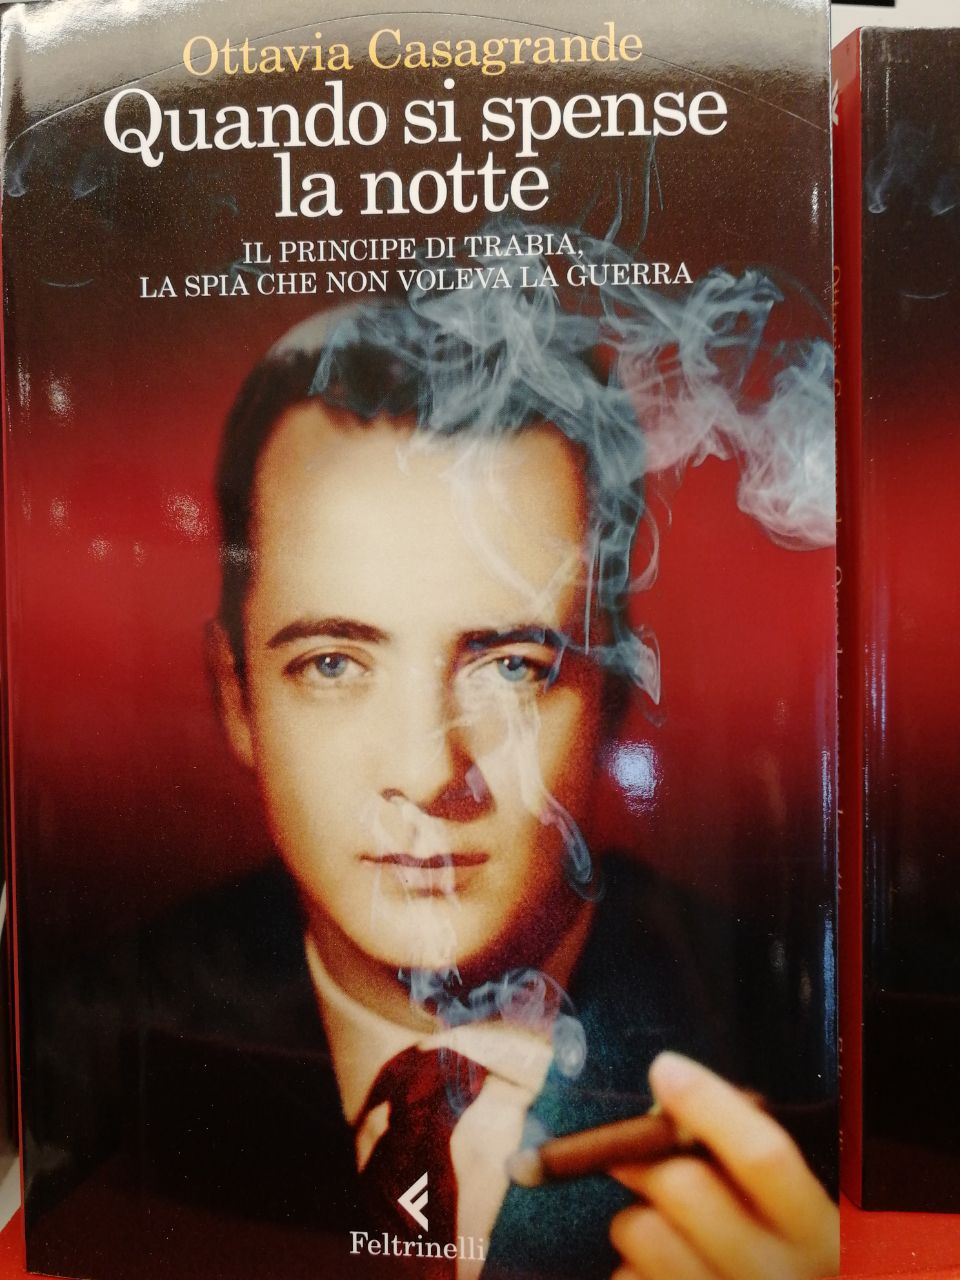 Ottavia Casagrande
Quando si spense
la notte
IL PRINCIPE DI TRABIA,
LA SPIA CHE NON VOLEVA LA GUERRA
Feltrinelli